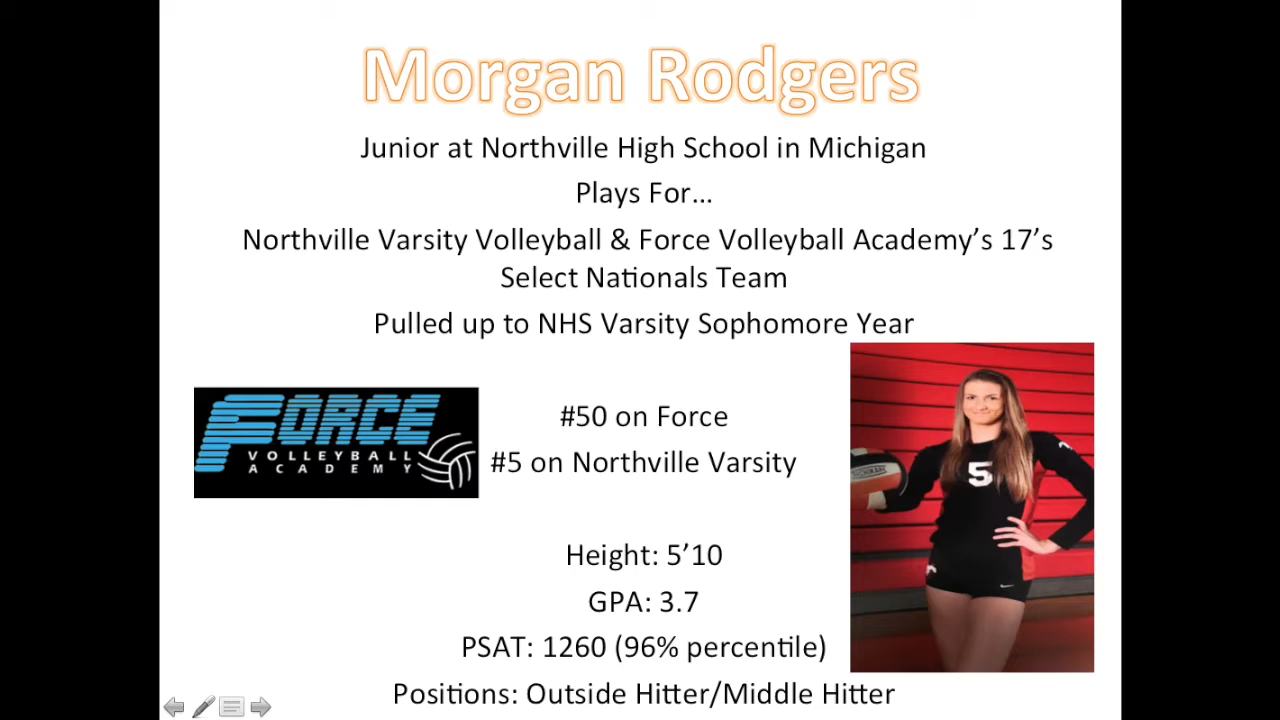 Morgan Rodgers
Junior at Northville High School in Michigan
Plays For…
Northville Varsity Volleyball & Force Volleyball Academy’s 17’s
Select Nationals Team
Pulled up to NHS Varsity Sophomore Year
FORCE
VOLLEYBALL
ACADEMY
#50 on Force
#5 on Northville Varsity
5
Height: 5’10
GPA: 3.7
PSAT: 1260 (96% percentile)
Positions: Outside Hitter/Middle Hitter